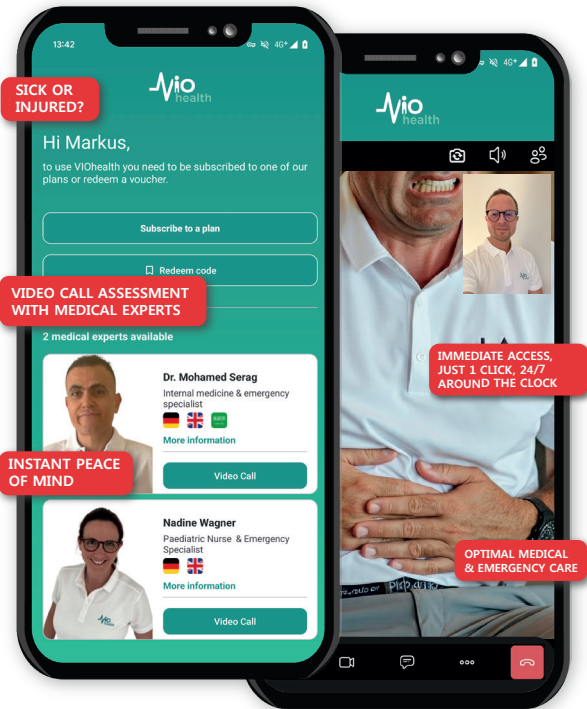 13:42
4G+
Vio
health
SICK OR
INJURED?
Hi Markus,
to use VIOhealth you need to be subscribed to one of our
plans or redeem a voucher.
Subscribe to a plan
Redeem code
VIDEO CALL ASSESSMENT
WITH MEDICAL EXPERTS
2 medical experts available
Dr. Mohamed Serag
Internal medicine & emergency
specialist
More information
Video Call
INSTANT PEACE
OF MIND
Nadine Wagner
Paediatric Nurse & Emergency
Specialist
More information
Video Call
Vio
health
4G+
Vio
health
Vio
IMMEDIATE ACCESS,
JUST 1 CLICK, 24/7
AROUND THE CLOCK
OPTIMAL MEDICAL
& EMERGENCY CARE